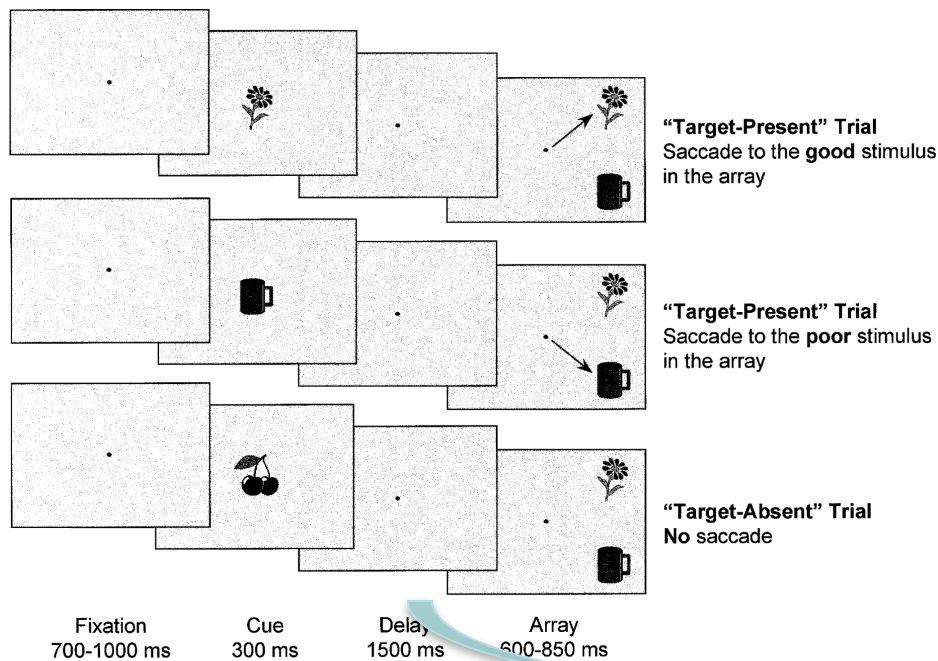 “Target-Present” Trial
Saccade to the good stimulus
in the array
“Target-Present” Trial
Saccade to the poor stimulus
in the array
“Target-Absent” Trial
No saccade
Fixation
700-1000 ms
Cue
300 ms
Delay
1500 ms
Array
600-850 ms